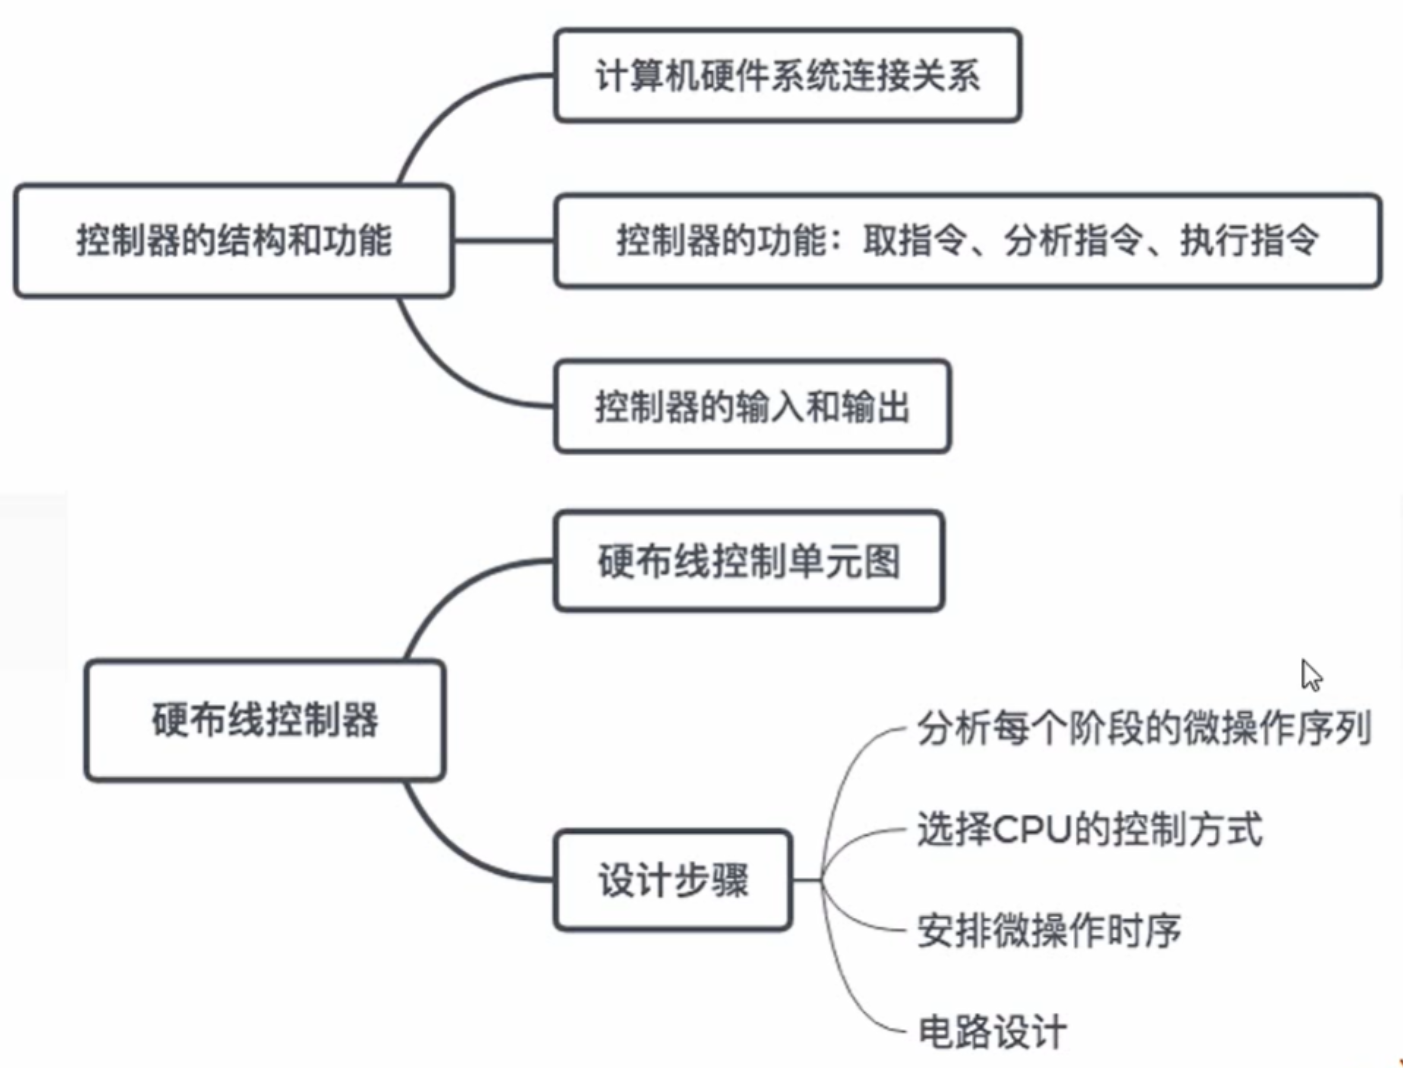 计算机硬件系统连接关系
控制器的结构和功能
控制器的功能：取指令、分析指令、执行指令
控制器的输入和输出
硬布线控制单元图
硬布线控制器
分析每个阶段的微操作序列
选择CPU的控制方式
设计步骤
安排微操作时序
电路设计